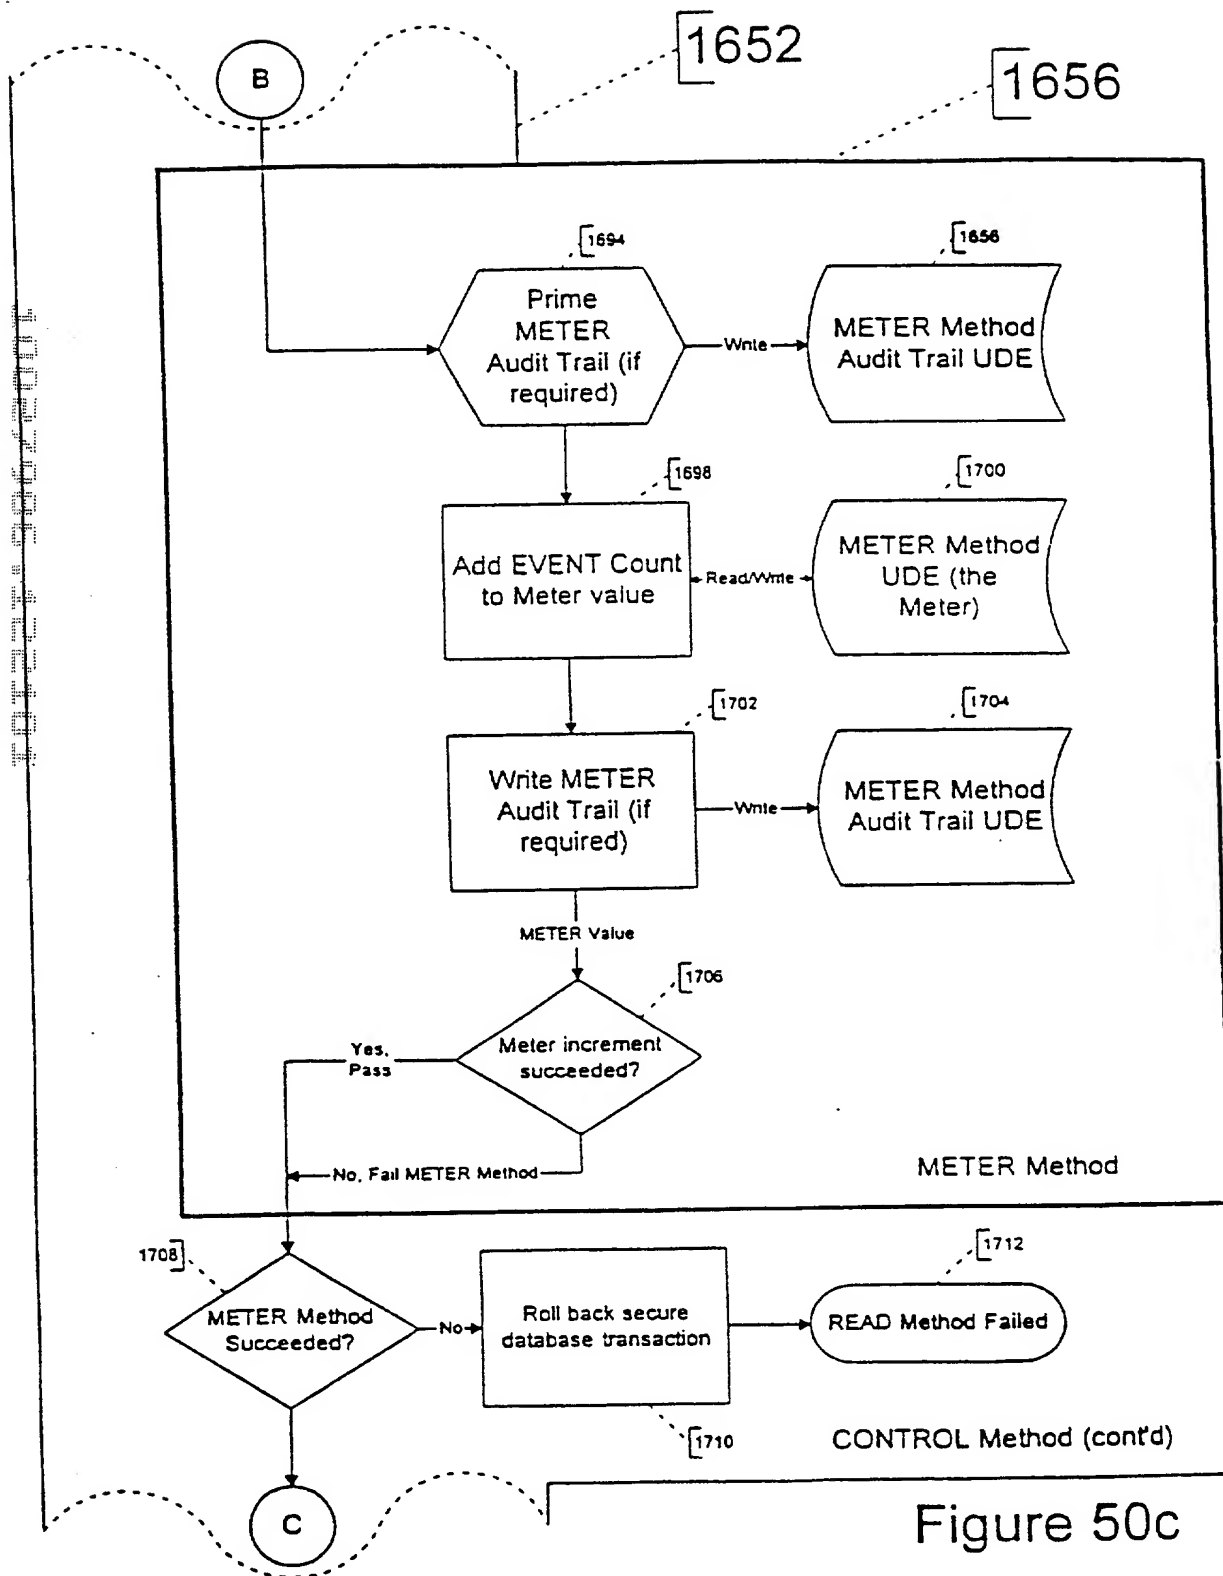 B
1652
1656
1694
Prime
METER
Audit Trail (if
required)
Write
1656
METER Method
Audit Trail UDE
1698
Add EVENT Count
to Meter value
Read/Write
1700
METER Method
UDE (the
Meter)
1702
Write METER
Audit Trail (if
required)
Write
1704
METER Method
Audit Trail UDE
METER Value
1706
Meter increment
succeeded?
Yes,
Pass
No, Fail METER Method
METER Method
1708
METER Method
Succeeded?
No
Roll back secure
database transaction
1710
1712
READ Method Failed
CONTROL Method (cont'd)
C
Figure 50c